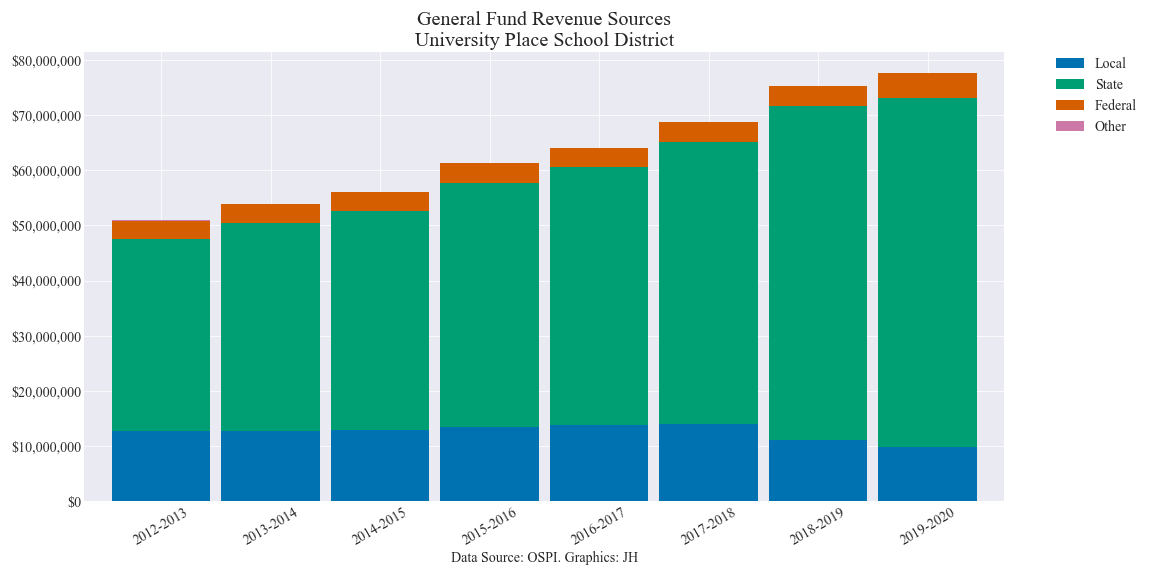 General Fund Revenue Sources
University Place School District
$80,000,000
$70,000,000
$60,000,000
$50,000,000
$40,000,000
$30,000,000
$20,000,000
$10,000,000
$0
Local
State
Federal
Other
2012-2013
2013-2014
2014-2015
2015-2016
2016-2017
2017-2018
2018-2019
2019-2020
Data Source: OSPI. Graphics: JH